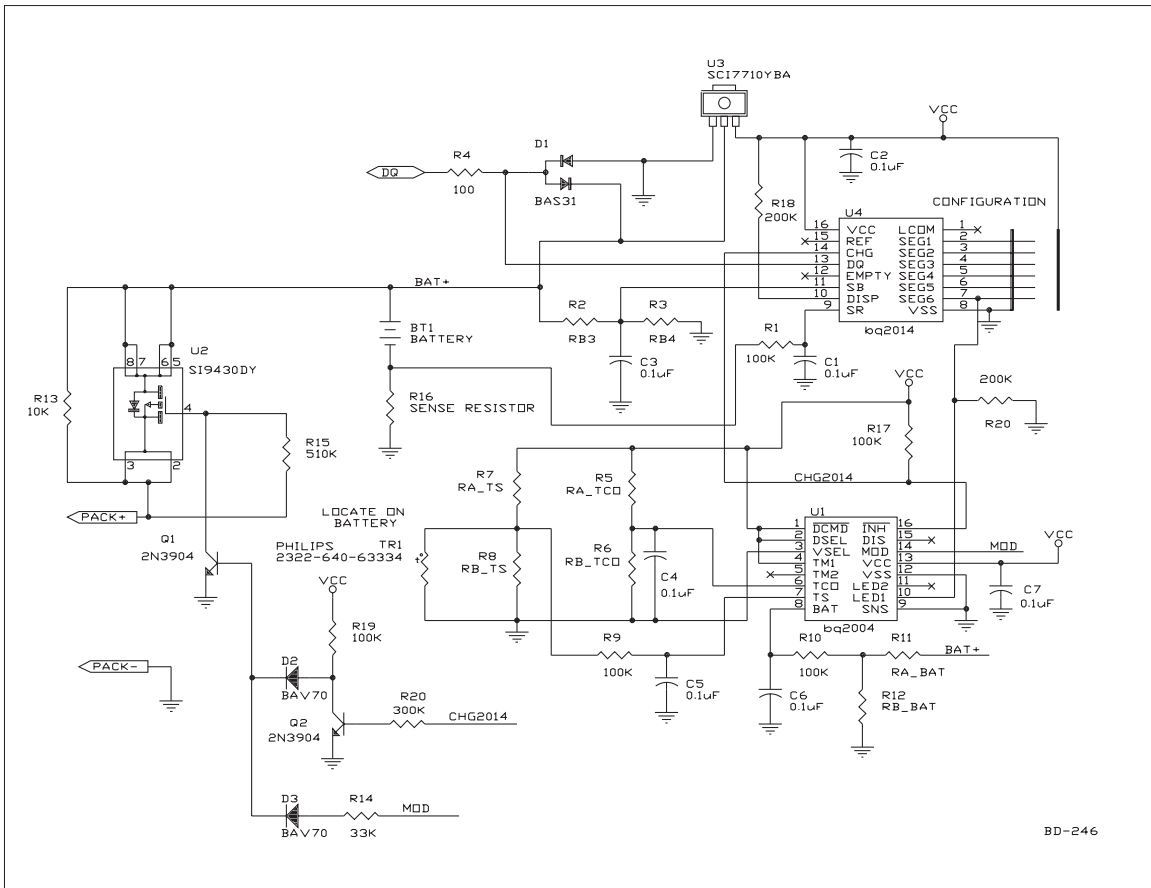 U3
SCI7710YBA
VCC
D1
R4
DQ
100
BAS31
C2
0.1uF
R18
200K
CONFIGURATION
U4
16 VCC LCOM 1
15 REF SEG1 2
14 CHG SEG2 3
13 DQ SEG3 4
12 EMPTY SEG4 5
11 SB SEG5 6
10 DISP SEG6 7
9 SR VSS 8
bq2014
BAT+
R2
RB3
R3
RB4
BT1
BATTERY
R1
100K
C1
0.1uF
C3
0.1uF
U2
SI9430DY
8 7 6 5
4
3 2
R13
10K
R16
SENSE RESISTOR
VCC
200K
R20
R17
100K
R15
510K
R7
RA_TS
R5
RA_TCO
CHG2014
PACK+
LOCATE ON
BATTERY
U1
1 DCMD INH 16
2 DSEL DIS 15
3 VSEL MOD 14
4 TM1 VCC 13
5 TM2 VSS 12
6 TCO LED2 11
7 TS LED1 10
8 BAT SNS 9
bq2004
MOD
VCC
Q1
2N3904
PHILIPS
2322-640-63334
TR1
t°
R8
RB_TS
R6
RB_TCO
C4
0.1uF
C7
0.1uF
VCC
R19
100K
R9
100K
R10
100K
R11
RA_BAT
BAT+
PACK-
D2
BAV70
C5
0.1uF
C6
0.1uF
R12
RB_BAT
R20
300K
CHG2014
Q2
2N3904
D3
BAV70
R14
33K
MOD
BD-246